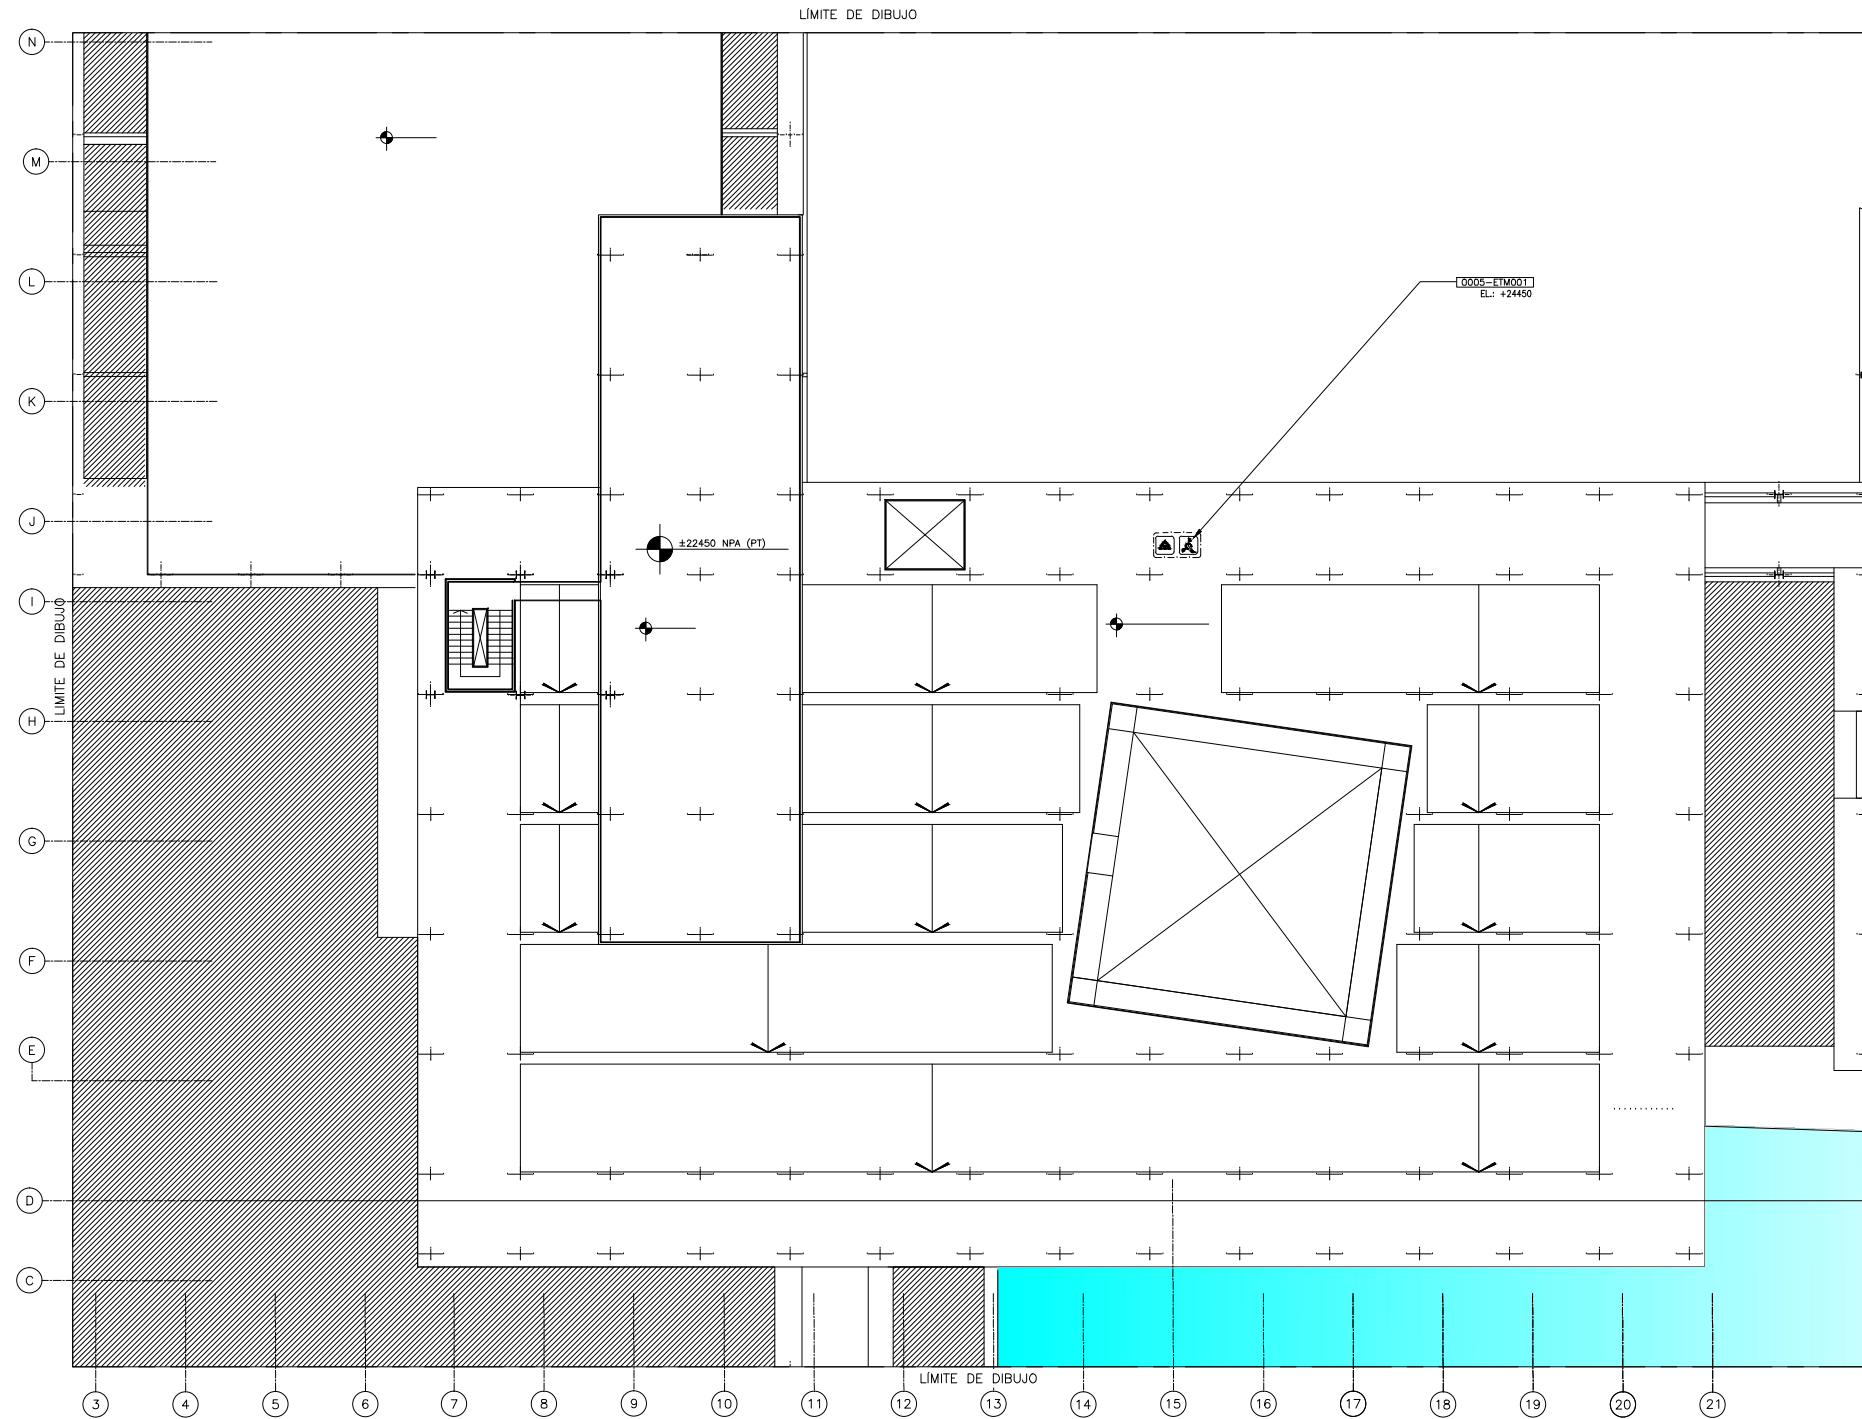 LÍMITE DE DIBUJO
N
M
L
0005-ETM001
EL.: +24450
K
J
±22450 NPA (PT)
I
LIMITE DE DIBUJO
H
G
F
E
D
C
LÍMITE DE DIBUJO
3 4 5 6 7 8 9 10 11 12 13 14 15 16 17 18 19 20 21